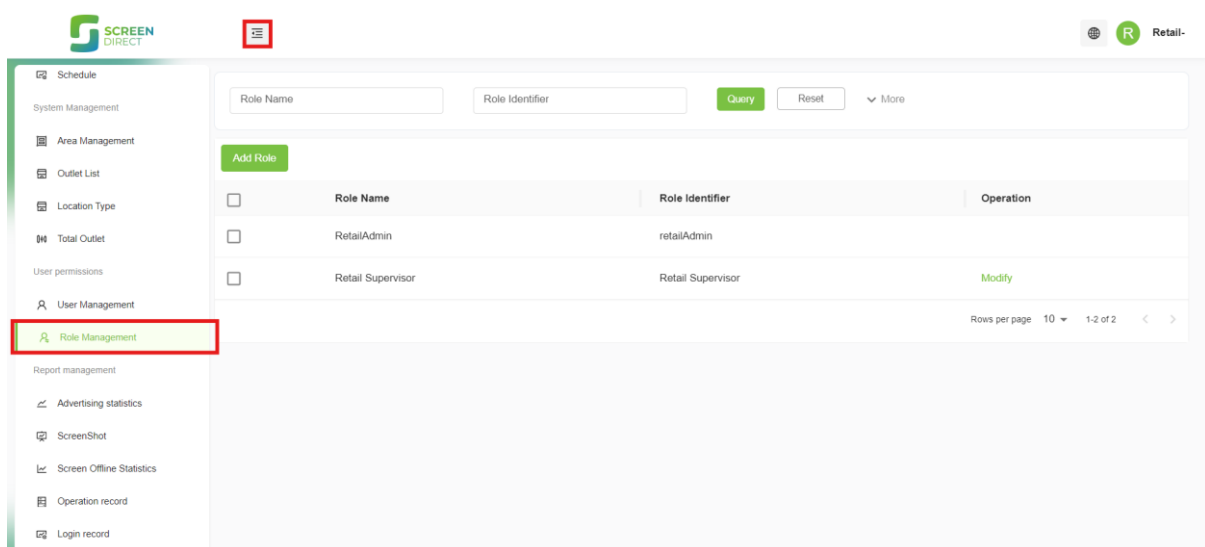 SCREEN
DIRECT
R Retail-
Schedule
System Management
Area Management
Outlet List
Location Type
Total Outlet
User permissions
User Management
Role Management
Report management
Advertising statistics
ScreenShot
Screen Offline Statistics
Operation record
Login record
Role Name Role Identifier Query Reset More
Add Role
Role Name Role Identifier Operation
RetailAdmin retailAdmin
Retail Supervisor Retail Supervisor Modify
Rows per page 10 1-2 of 2